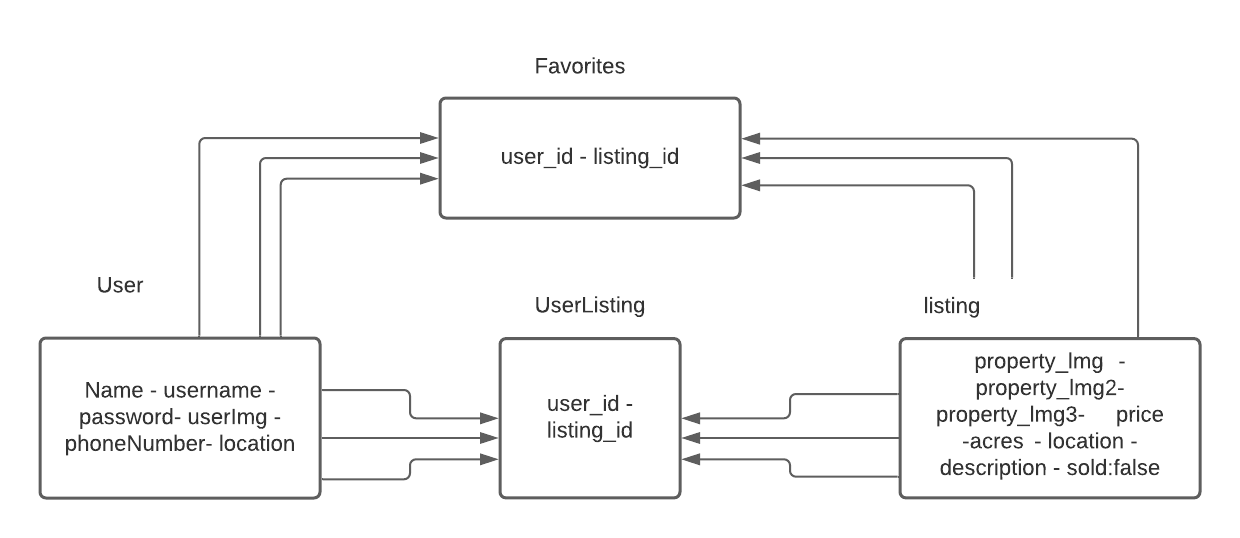 Favorites
user_id - listing_id
User
Name - username -
password- userImg -
phoneNumber- location
UserListing
user_id -
listing_id
listing
property_Img -
property_Img2-
property_Img3- price
-acres - location -
description - sold:false